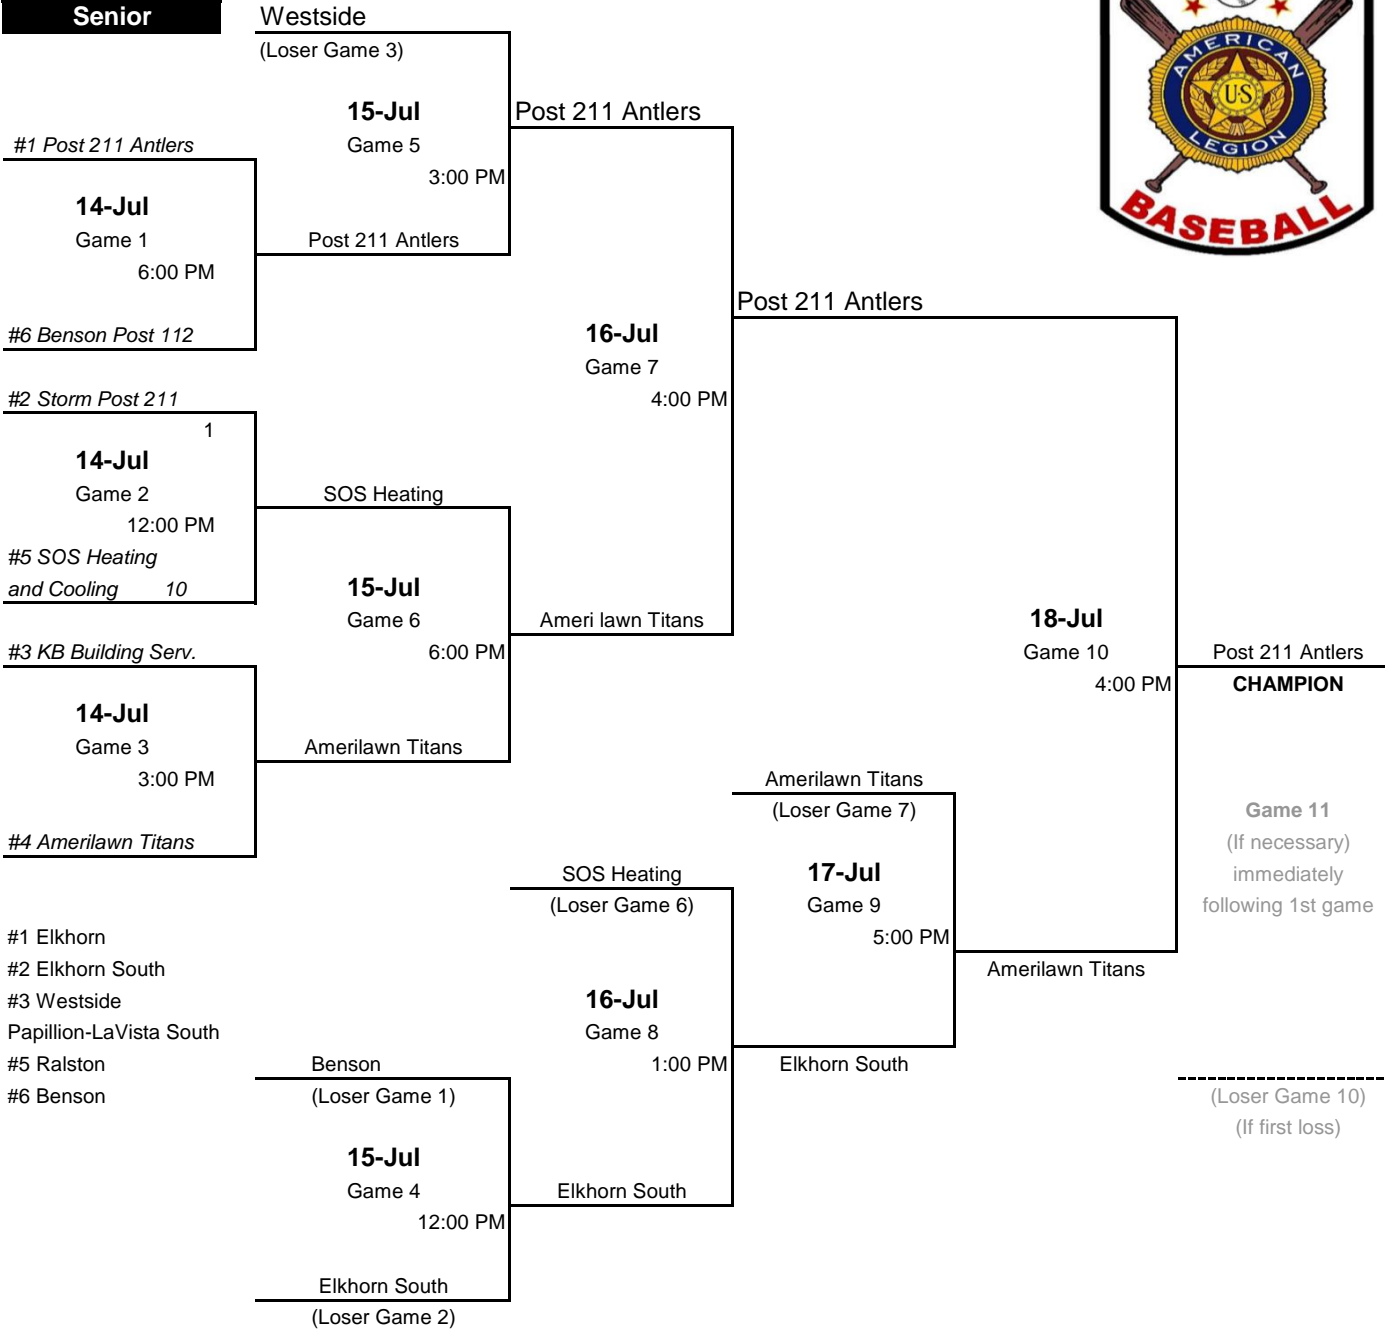 Senior
Westside
(Loser Game 3)
15-Jul
Game 5
3:00 PM
Post 211 Antlers
#1 Post 211 Antlers
14-Jul
Game 1
6:00 PM
Post 211 Antlers
#6 Benson Post 112
AMERICAN
U.S
LEGION
BASEBALL
Post 211 Antlers
16-Jul
Game 7
4:00 PM
#2 Storm Post 211
1
14-Jul
Game 2
12:00 PM
#5 SOS Heating
and Cooling 10
SOS Heating
15-Jul
Game 6
6:00 PM
Ameri lawn Titans
#3 KB Building Serv.
14-Jul
Game 3
3:00 PM
Amerilawn Titans
#4 Amerilawn Titans
18-Jul
Game 10
4:00 PM
Post 211 Antlers
CHAMPION
Amerilawn Titans
(Loser Game 7)
17-Jul
Game 9
5:00 PM
Game 11
(If necessary)
immediately
following 1st game
SOS Heating
(Loser Game 6)
16-Jul
Game 8
1:00 PM
Amerilawn Titans
Elkhorn South
#1 Elkhorn
#2 Elkhorn South
#3 Westside
Papillion-LaVista South
#5 Ralston
#6 Benson
Benson
(Loser Game 1)
15-Jul
Game 4
12:00 PM
Elkhorn South
Elkhorn South
(Loser Game 2)
(Loser Game 10)
(If first loss)